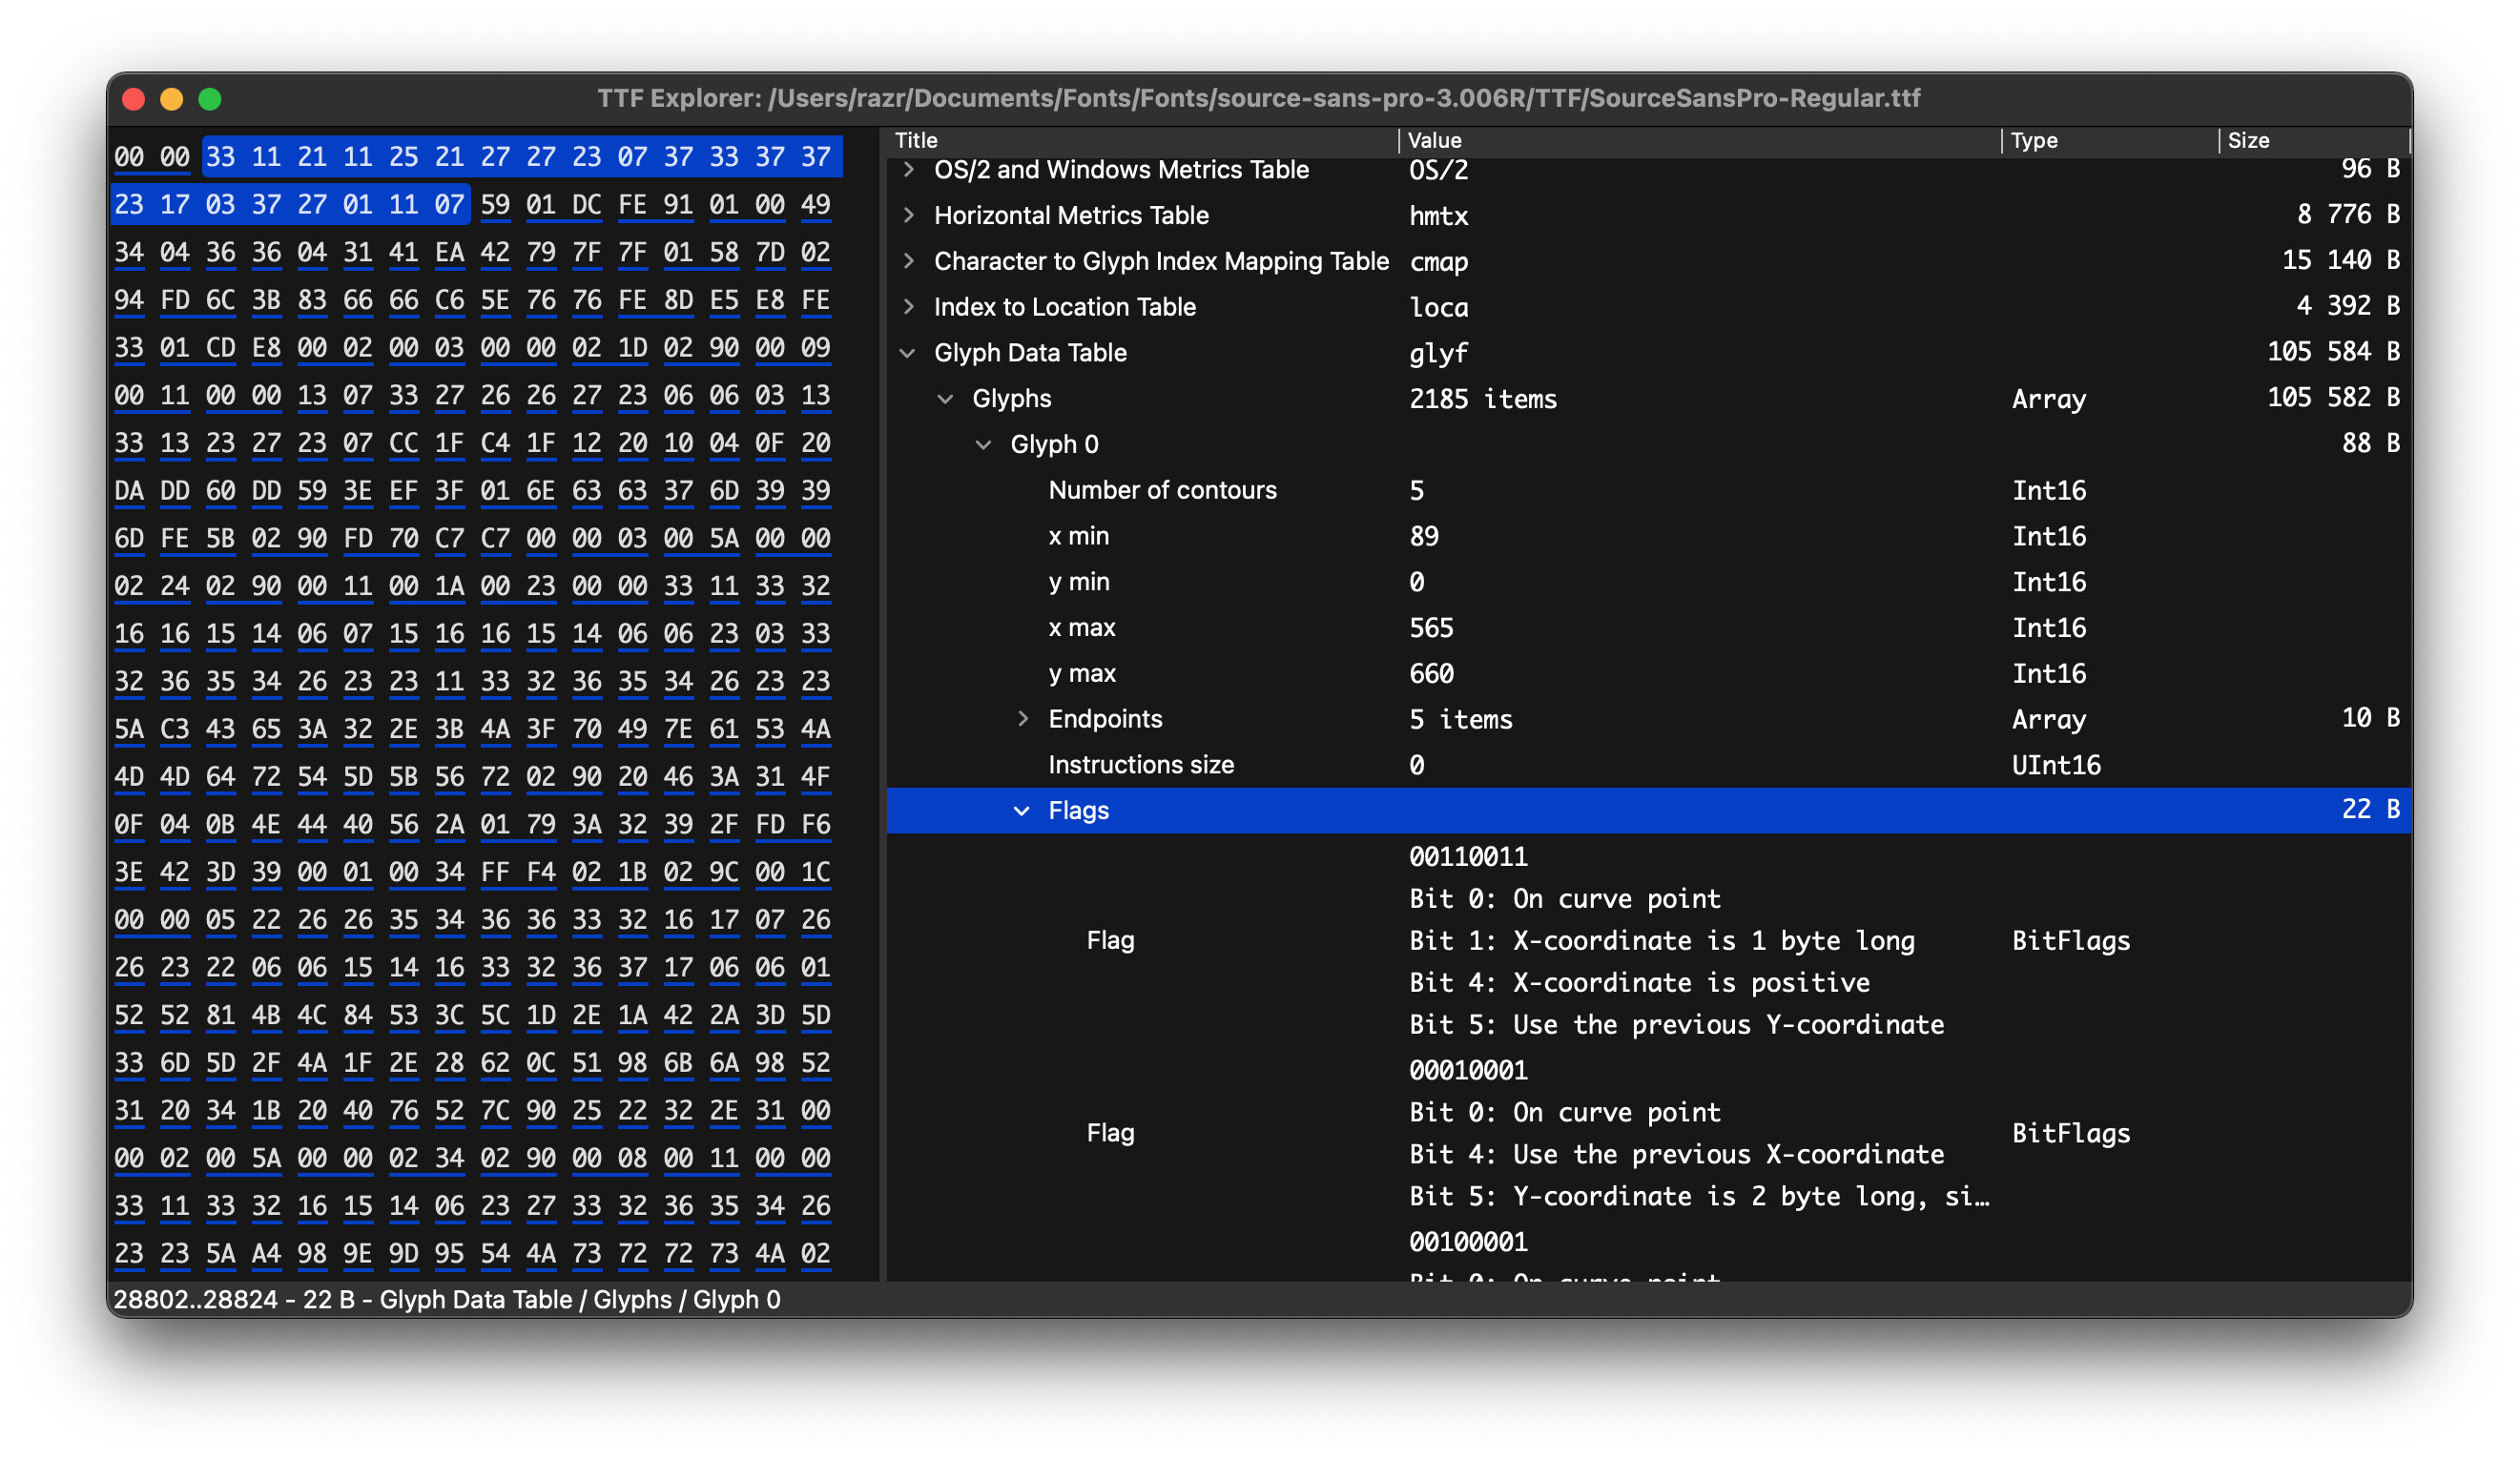 TTF Explorer: /Users/razr/Documents/Fonts/Fonts/source-sans-pro-3.006R/TTF/SourceSansPro-Regular.ttf
00 00 33 11 21 11 25 21 27 27 23 07 37 33 37 37
23 17 03 37 27 01 11 07 59 01 DC FE 91 01 00 49
34 04 36 36 04 31 41 EA 42 79 7F 7F 01 58 7D 02
94 FD 6C 3B 83 66 66 C6 5E 76 76 FE 8D E5 E8 FE
33 01 CD E8 00 02 00 03 00 00 02 1D 02 90 00 09
00 11 00 00 13 07 33 27 26 26 27 23 06 06 03 13
33 13 23 27 23 07 CC 1F C4 1F 12 20 10 04 0F 20
DA DD 60 DD 59 3E EF 3F 01 6E 63 63 37 6D 39 39
6D FE 5B 02 90 FD 70 C7 C7 00 00 03 00 5A 00 00
02 24 02 90 00 11 00 1A 00 23 00 00 33 11 33 32
16 16 15 14 06 07 15 16 16 15 14 06 06 23 03 33
32 36 35 34 26 23 23 11 33 32 36 35 34 26 23 23
5A C3 43 65 3A 32 2E 3B 4A 3F 70 49 7E 61 53 4A
4D 4D 64 72 54 5D 5B 56 72 02 90 20 46 3A 31 4F
0F 04 0B 4E 44 40 56 2A 01 79 3A 32 39 2F FD F6
3E 42 3D 39 00 01 00 34 FF F4 02 1B 02 9C 00 1C
00 00 05 22 26 26 35 34 36 36 33 32 16 17 07 26
26 23 22 06 06 15 14 16 33 32 36 37 17 06 06 01
52 52 81 4B 4C 84 53 3C 5C 1D 2E 1A 42 2A 3D 5D
33 6D 5D 2F 4A 1F 2E 28 62 0C 51 98 6B 6A 98 52
31 20 34 1B 20 40 76 52 7C 90 25 22 32 2E 31 00
00 02 00 5A 00 00 02 34 02 90 00 08 00 11 00 00
33 11 33 32 16 15 14 06 23 27 33 32 36 35 34 26
23 23 5A A4 98 9E 9D 95 54 4A 73 72 72 73 4A 02
Title Value Type Size
OS/2 and Windows Metrics Table OS/2 96 B
Horizontal Metrics Table hmtx 8 776 B
Character to Glyph Index Mapping Table cmap 15 140 B
Index to Location Table loca 4 392 B
Glyph Data Table glyf 105 584 B
Glyphs 2185 items Array 105 582 B
Glyph 0 88 B
Number of contours 5 Int16
x min 89 Int16
y min 0 Int16
x max 565 Int16
y max 660 Int16
Endpoints 5 items Array 10 B
Instructions size 0 UInt16
Flags 22 B
00110011
Bit 0: On curve point
Flag Bit 1: X-coordinate is 1 byte long BitFlags
Bit 4: X-coordinate is positive
Bit 5: Use the previous Y-coordinate
00010001
Bit 0: On curve point
Flag BitFlags
Bit 4: Use the previous X-coordinate
Bit 5: Y-coordinate is 2 byte long, si…
00100001
Bit 0: On curve point
28802..28824 - 22 B - Glyph Data Table / Glyphs / Glyph 0